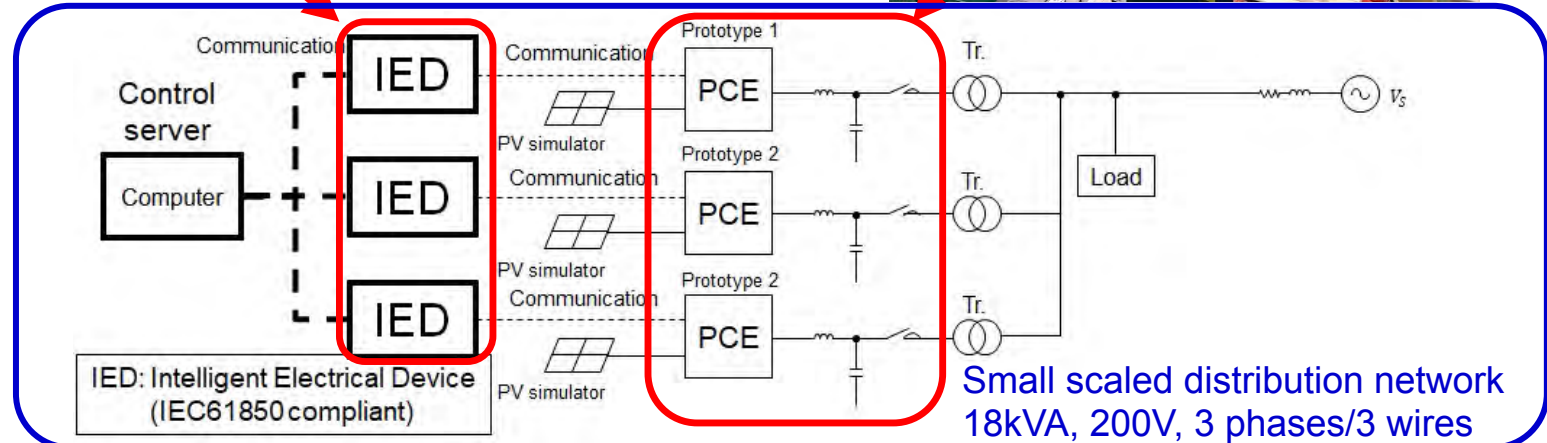 Communication
IED
Control
server
Computer
IED
IED
IED: Intelligent Electrical Device
(IEC61850 compliant)
Communication
PV simulator
Communication
PV simulator
Communication
PV simulator
Prototype 1
PCE
Prototype 2
PCE
Prototype 2
PCE
Tr.
Tr.
Tr.
Load
Vs
Small scaled distribution network
18kVA, 200V, 3 phases/3 wires